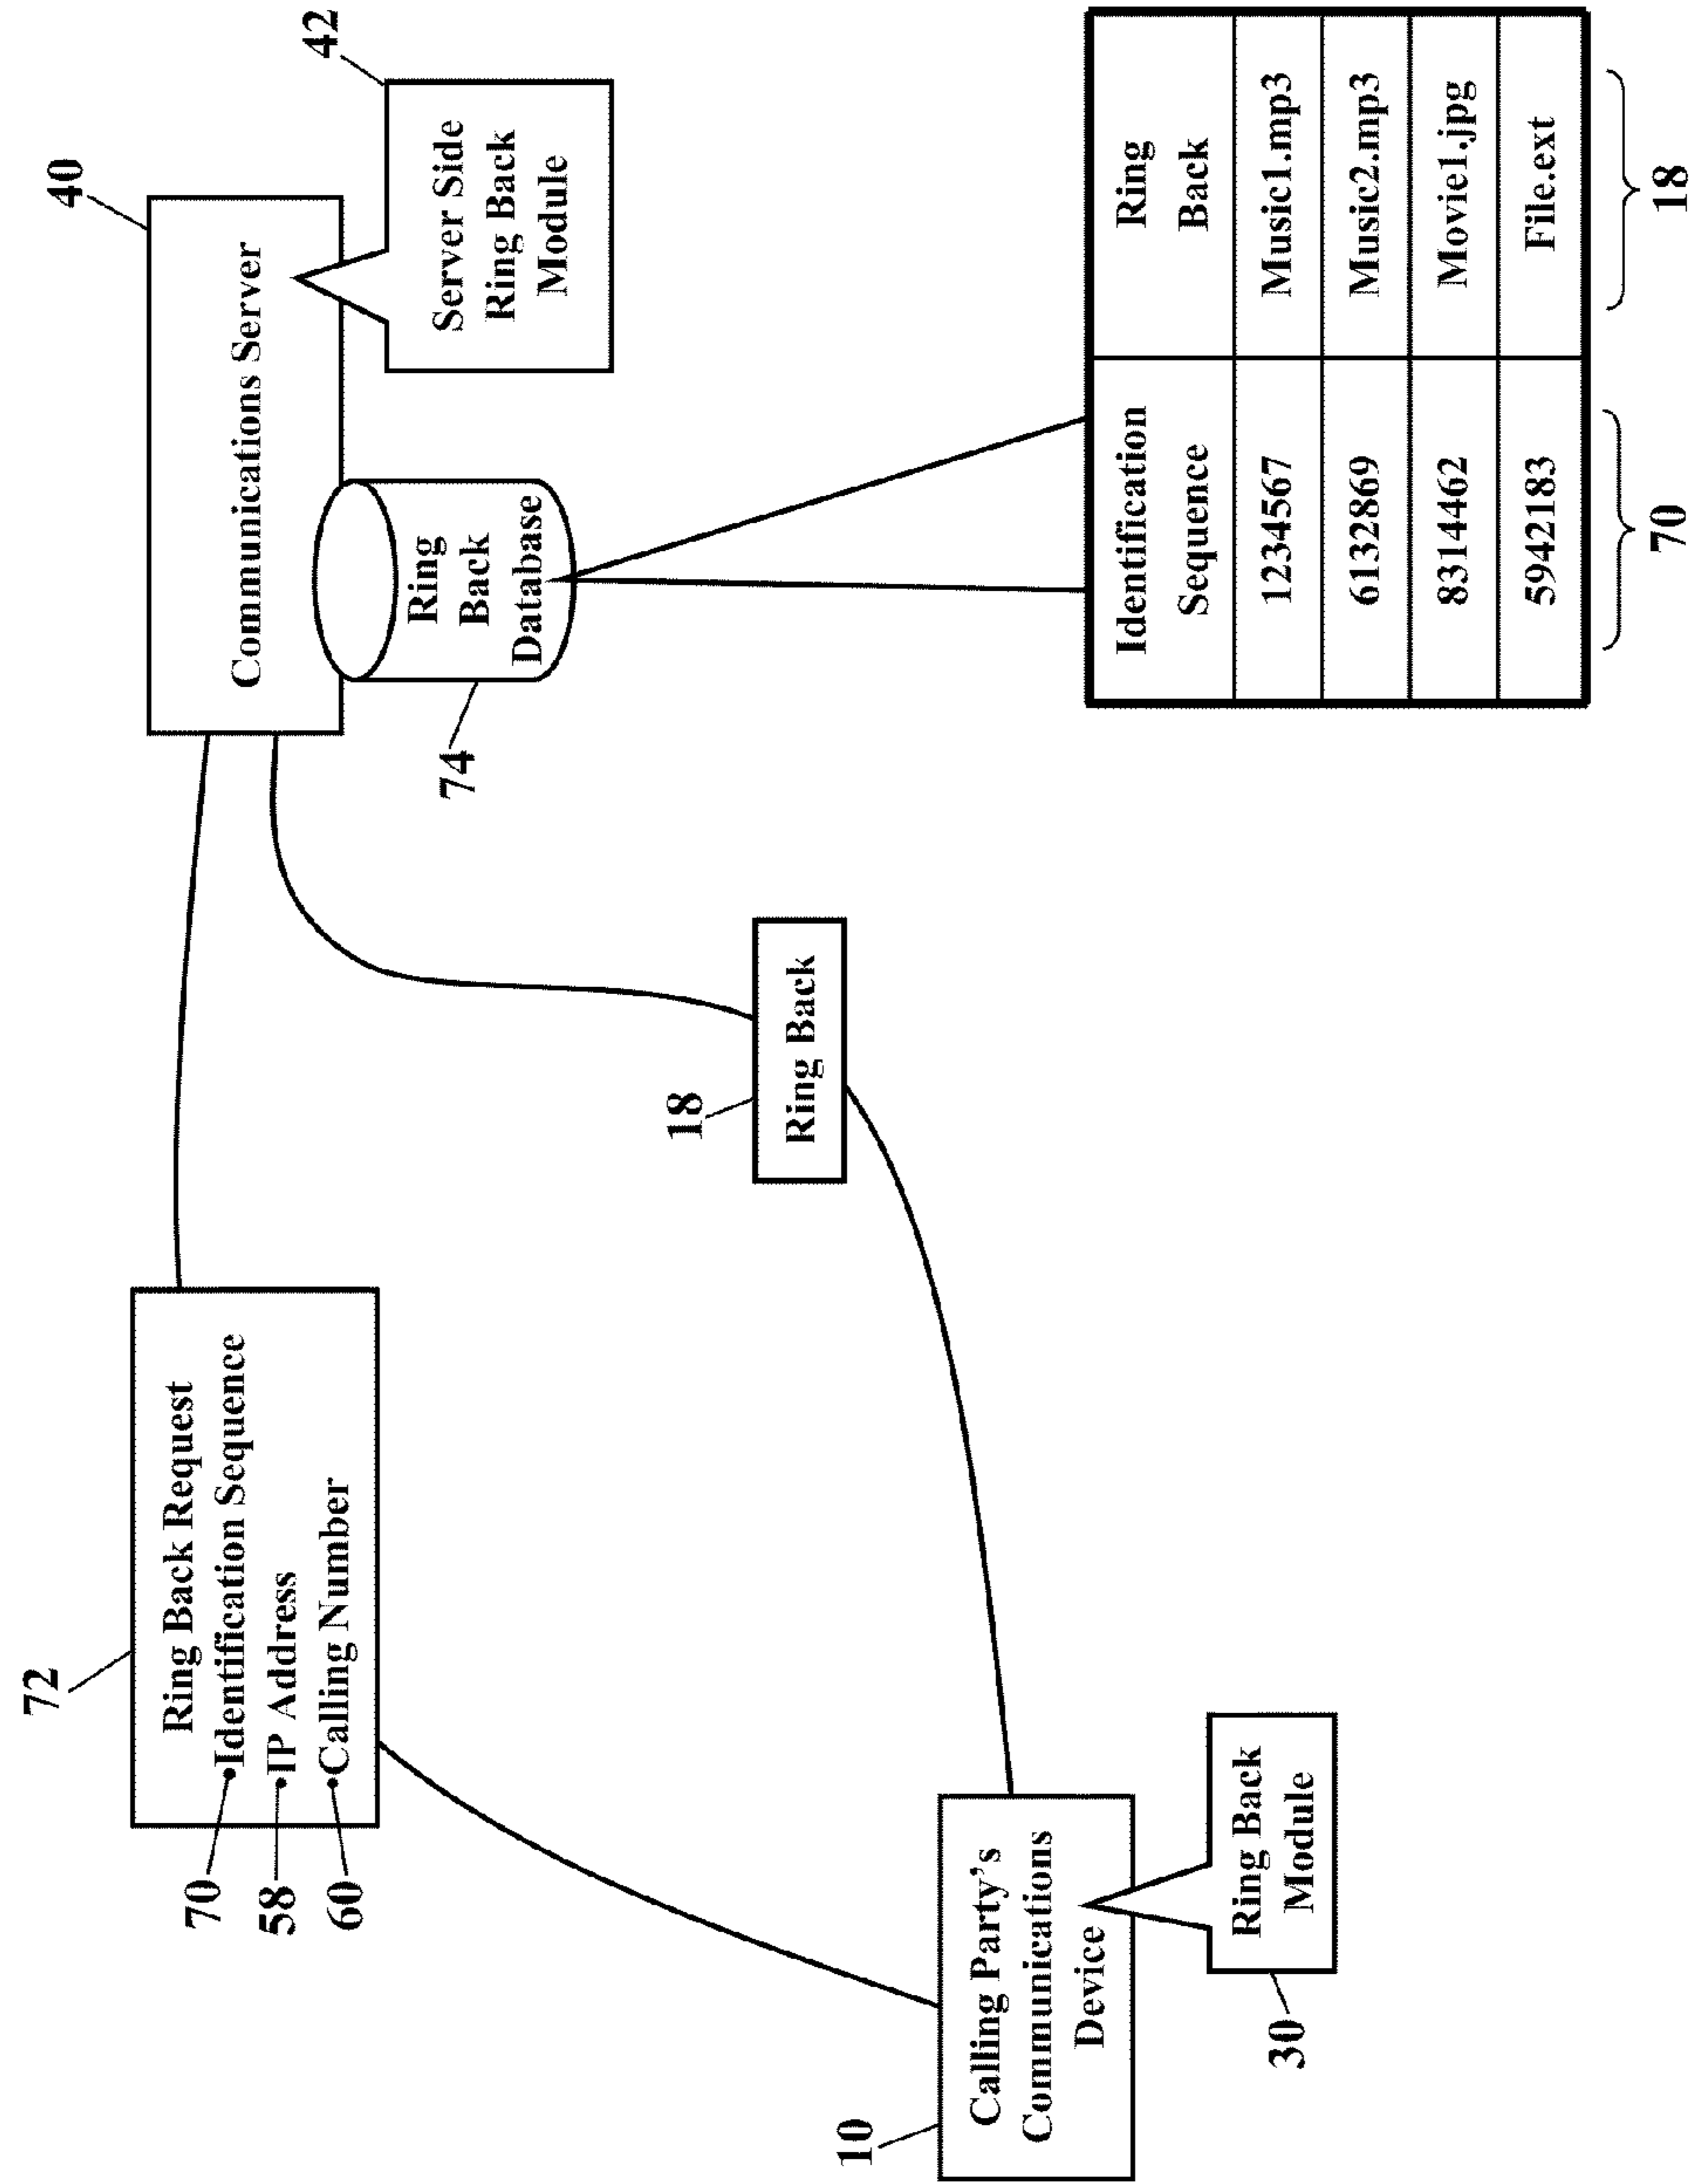 72
Ring Back Request
70
•Identification Sequence
58
•IP Address
60
•Calling Number
40
Communications Server
42
Server Side
Ring Back
Module
74
Ring
Back
Database
18
Ring Back
10
Calling Party's
Communications
Device
30
Ring Back
Module
Identification
Sequence
Ring
Back
1234567 Music1.mp3
6132869 Music2.mp3
8314462 Movie1.jpg
5942183 File.ext
70
18